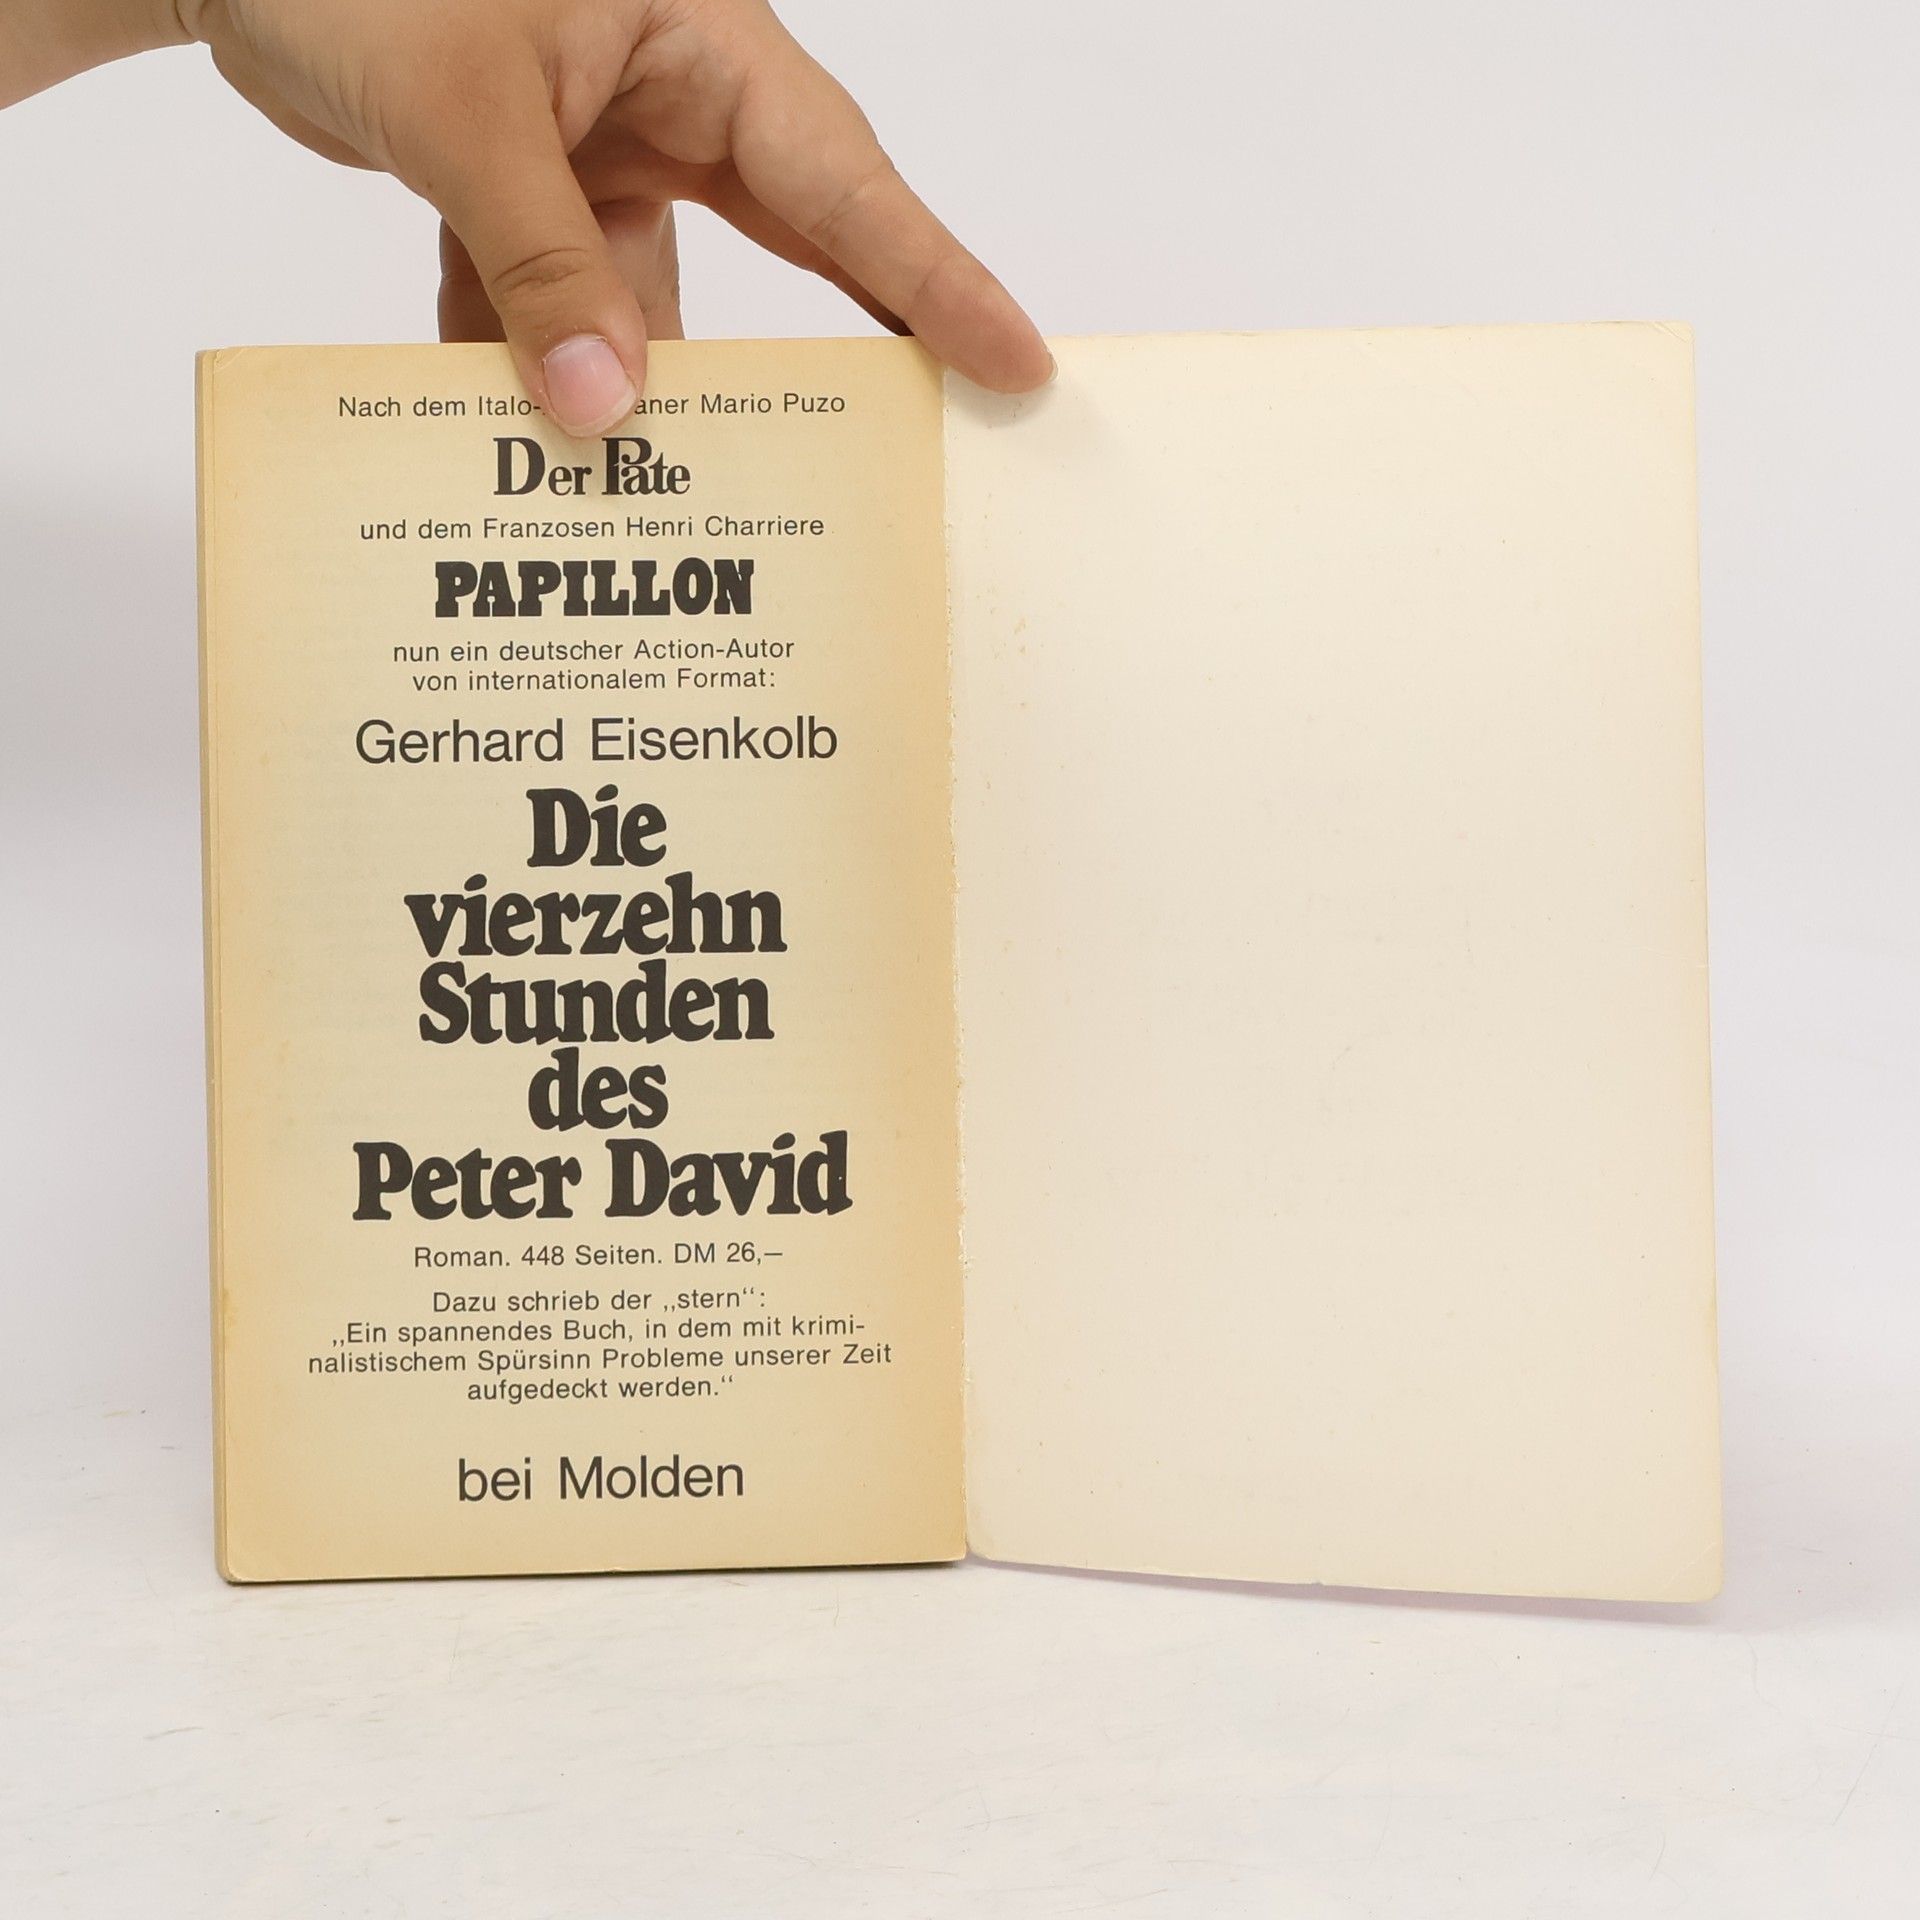 Nach dem Italo- Mario Puzo
Der Pate
und dem Franzosen Henri Charriere
PAPILLON
nun ein deutscher Action-Autor
von internationalem Format:
Gerhard Eisenkolb
Die
vierzehn
Stunden
des
Peter David
Roman. 448 Seiten. DM 26,—
Dazu schrieb der „stern“:
„Ein spannendes Buch, in dem mit krimi-
nalistischem Spürsinn Probleme unserer Zeit
aufgedeckt werden.“
bei Molden